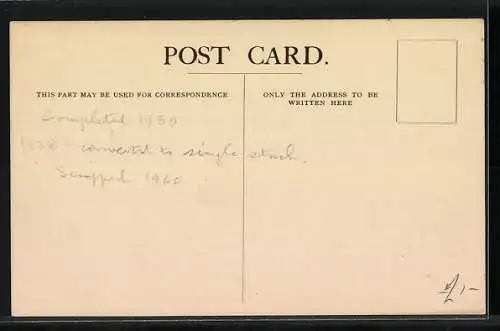 POST CARD.
THIS PART MAY BE USED FOR CORRESPONDENCE
ONLY THE ADDRESS TO BE
WRITTEN HERE
Completed 1930
converted to single stack.
Scrapped 1960